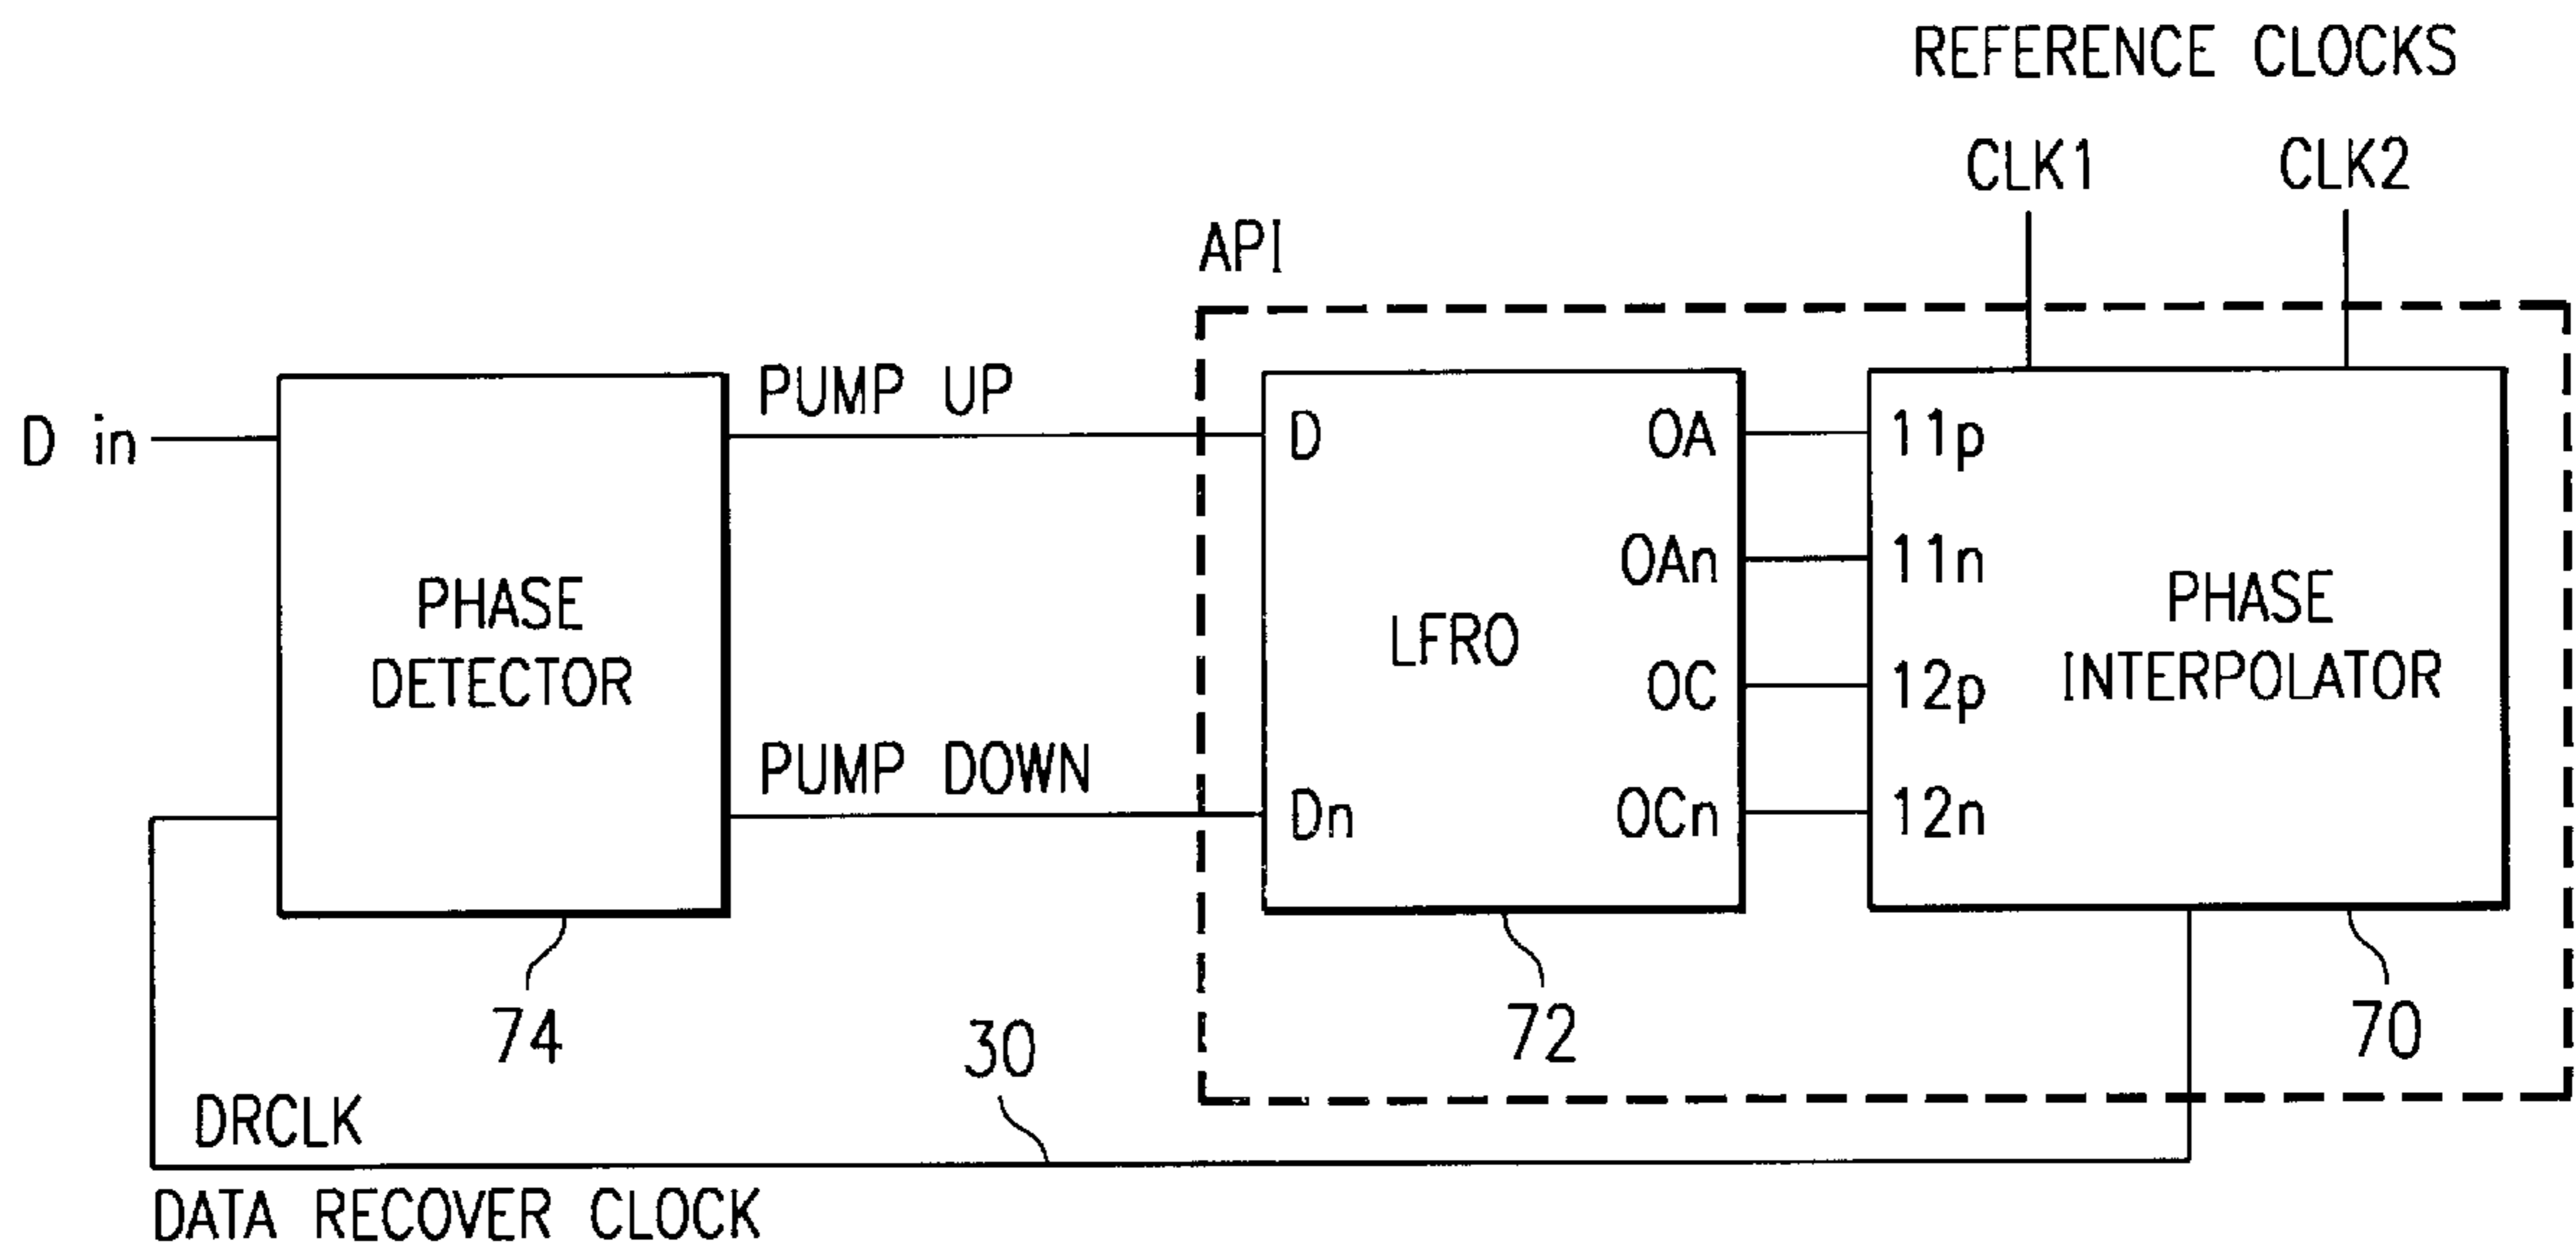 REFERENCE CLOCKS
CLK1 CLK2
API
D in
PUMP UP
PHASE
DETECTOR
PUMP DOWN
D
Dn
LFRO
OA
OAn
OC
OCn
11p
11n
12p
12n
PHASE
INTERPOLATOR
74
72
70
30
DRCLK
DATA RECOVER CLOCK